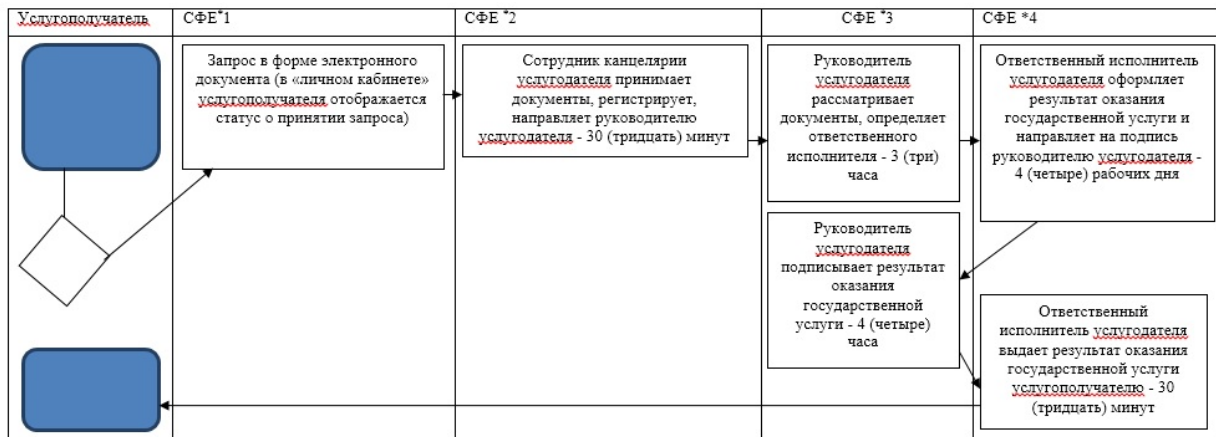 Услугополучатель
СФЕ*1
СФЕ *2
СФЕ *3
СФЕ *4
Запрос в форме электронного
документа (в «личном кабинете»
услугополучателя отображается
статус о принятии запроса)
Сотрудник канцелярии
услугодателя принимает
документы, регистрирует,
направляет руководителю
услугодателя - 30 (тридцать) минут
Руководитель
услугодателя
рассматривает
документы, определяет
ответственного
исполнителя - 3 (три)
часа
Ответственный исполнитель
услугодателя оформляет
результат оказания
государственной услуги и
направляет на подпись
руководителю услугодателя -
4 (четыре) рабочих дня
Руководитель
услугодателя
подписывает результат
оказания
государственной
услуги - 4 (четыре)
часа
Ответственный
исполнитель услугодателя
выдает результат оказания
государственной услуги
услугополучателю - 30
(тридцать) минут